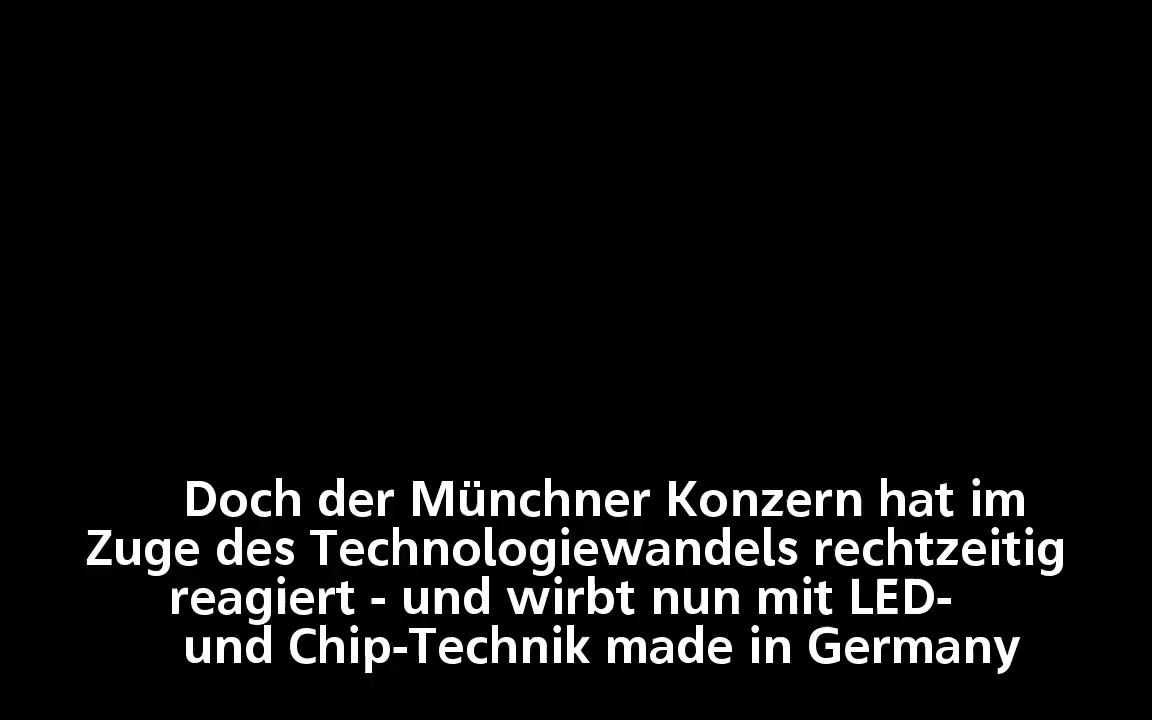 Doch der Münchner Konzern hat im
Zuge des Technologiewandels rechtzeitig
reagiert - und wirbt nun mit LED-
und Chip-Technik made in Germany